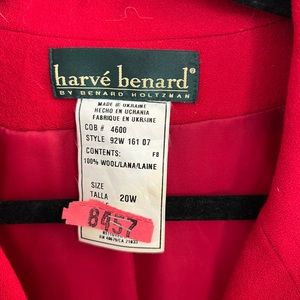 harvé benard®
BY BENARD HOLTZMAN
MADE IN UKRAINE
HECHO EN UCRANIA
FABRIQUE EN UKRAINE
COB # 4600
STYLE 92W 161 07
CONTENTS: F8
100% WOOL/LANA/LAINE
SIZE
TALLA 20W
8457